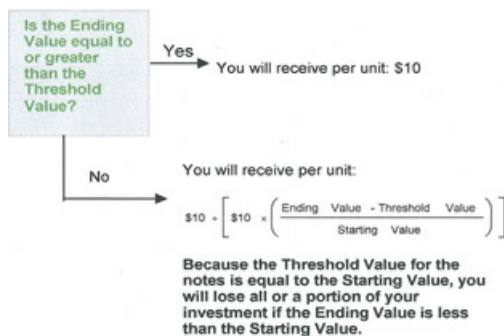 Is the Ending
Value equal to
or greater
than the
Threshold
Value?
Yes
You will receive per unit: $10
No
You will receive per unit:
$10 + [ $10 × ( Ending Value - Threshold Value
Starting Value ) ]
Because the Threshold Value for the
notes is equal to the Starting Value, you
will lose all or a portion of your
investment if the Ending Value is less
than the Starting Value.